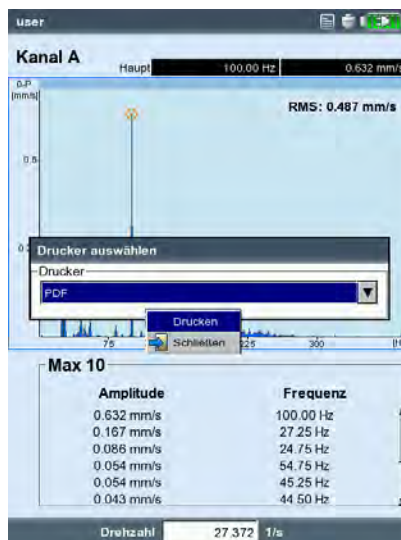 user
Kanal A
Haupt 100.00 Hz 0.632 mm/s
0-P
[mm/s]
RMS: 0.487 mm/s
0.5
Drucker auswählen
Drucker
PDF
Drucken
Schließen
75 225 300
Max 10
Amplitude Frequenz
0.632 mm/s 100.00 Hz
0.167 mm/s 27.25 Hz
0.086 mm/s 24.75 Hz
0.054 mm/s 54.75 Hz
0.054 mm/s 45.25 Hz
0.043 mm/s 44.50 Hz
Drehzahl 27.372 1/s